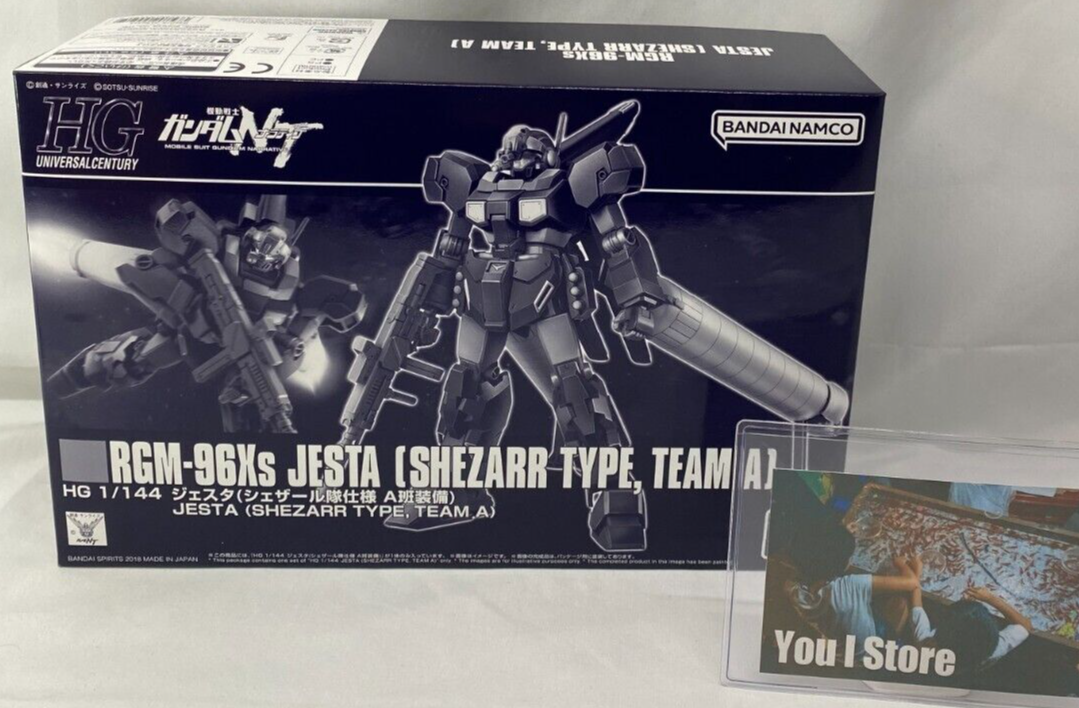 RGM-96Xs
JESTA (SHEZARR TYPE, TEAM A)
©創通・サンライズ ©SOTSU・SUNRISE
HG
UNIVERSAL CENTURY
機動戦士
ガンダムNT
MOBILE SUIT GUNDAM NARRATIVE
BANDAI NAMCO
RGM-96Xs JESTA (SHEZARR TYPE, TEAM A)
HG 1/144 ジェスタ(シェザール隊仕様 A班装備)
JESTA (SHEZARR TYPE, TEAM A)
BANDAI SPIRITS 2018 MADE IN JAPAN
You I Store